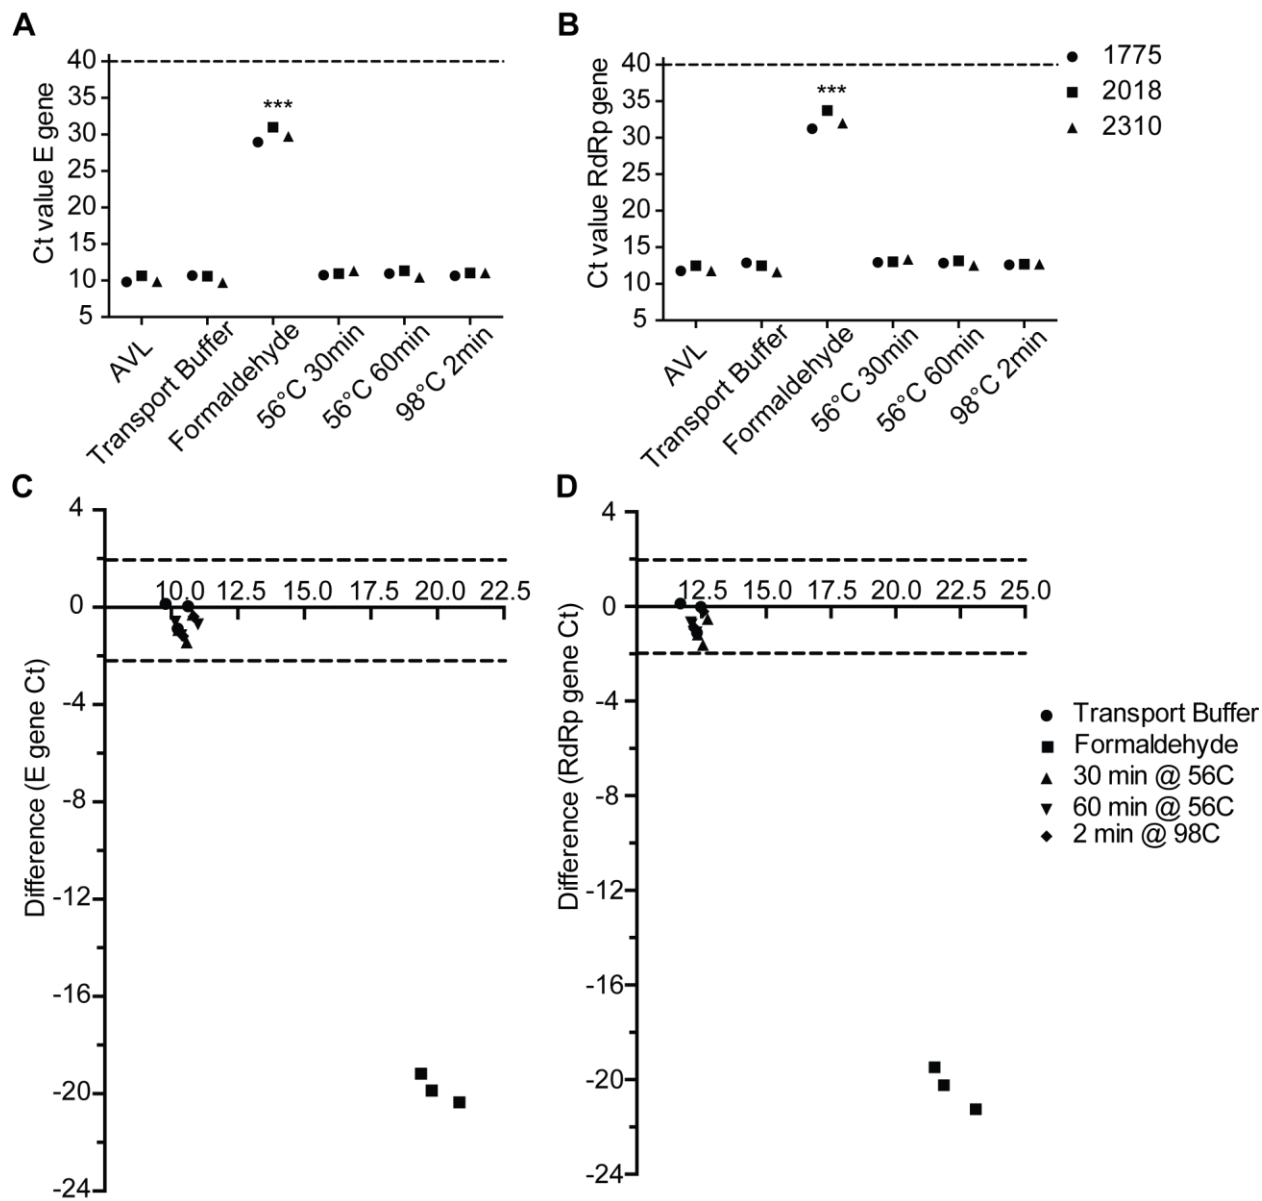 A
B
Ct value E gene
40
35
30
25
20
15
10
5
***
AVL
Transport Buffer
Formaldehyde
56°C 30min
56°C 60min
98°C 2min
Ct value RdRp gene
40
35
30
25
20
15
10
5
***
AVL
Transport Buffer
Formaldehyde
56°C 30min
56°C 60min
98°C 2min
1775
2018
2310
C
D
Difference (E gene Ct)
4
0
-4
-8
-12
-16
-20
-24
10.0 12.5 15.0 17.5 20.0 22.5
Difference (RdRp gene Ct)
4
0
-4
-8
-12
-16
-20
-24
12.5 15.0 17.5 20.0 22.5 25.0
Transport Buffer
Formaldehyde
30 min @ 56C
60 min @ 56C
2 min @ 98C